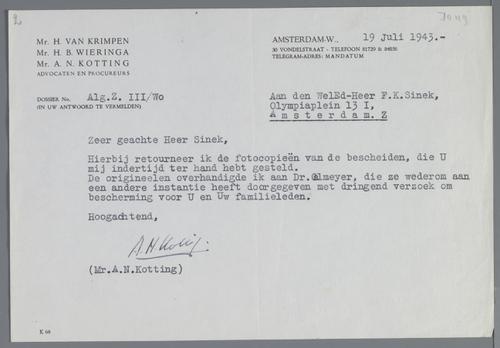 2
Mr. H. VAN KRIMPEN
Mr. H. B. WIERINGA
Mr. A. N. KOTTING
ADVOCATEN EN PROCUREURS
DOSSIER No. Alg.Z. III/Wo
(IN UW ANTWOORD TE VERMELDEN)
AMSTERDAM-W., 19 Juli 1943.-
30 VONDELSTRAAT - TELEFOON 81729 & 84036
TELEGRAM-ADRES: MANDATUM
Aan den WelEd-Heer F.K.Sinek,
Olympiaplein 13 I,
Amsterdam. Z
Zeer geachte Heer Sinek,
Hierbij retourneer ik de fotocopieën van de bescheiden, die U
mij indertijd ter hand hebt gesteld.
De origineelen overhandigde ik aan Dr. Calmeyer, die ze wederom aan
een andere instantie heeft doorgegeven met dringend verzoek om
bescherming voor U en Uw familieleden.
Hoogachtend,
A N Kotting.
(Mr.A.N.Kotting)
K 66